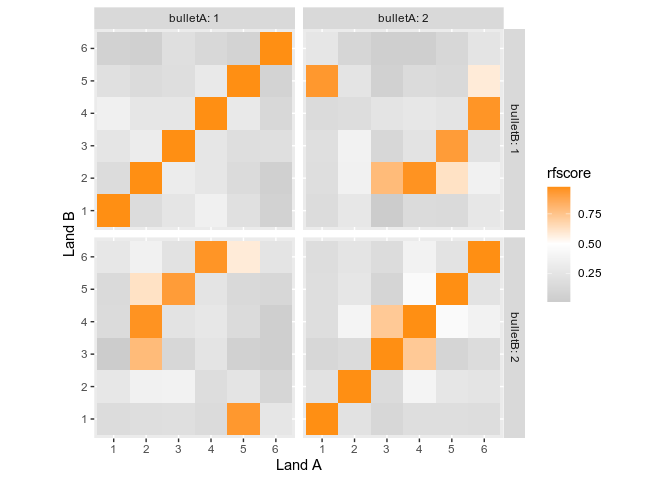 bulletA: 1
bulletA: 2
6
5
4
3
2
1
bulletB: 1
6
5
4
3
2
1
bulletB: 2
Land B
1 2 3 4 5 6
1 2 3 4 5 6
Land A
rfscore
0.75
0.50
0.25